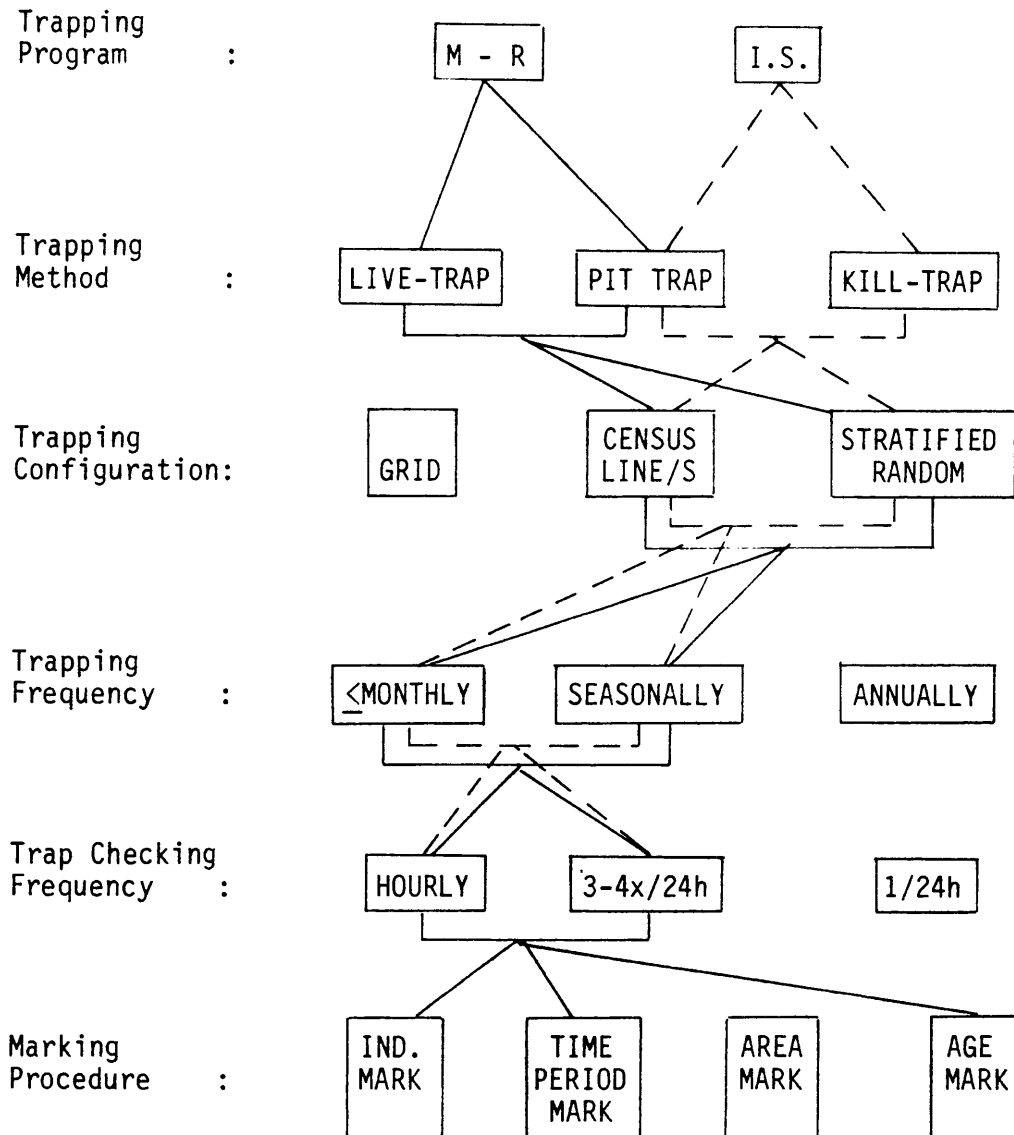 Trapping
Program :
M - R
I.S.
Trapping
Method :
LIVE-TRAP
PIT TRAP
KILL-TRAP
Trapping
Configuration:
GRID
CENSUS
LINE/S
STRATIFIED
RANDOM
Trapping
Frequency :
≤MONTHLY
SEASONALLY
ANNUALLY
Trap Checking
Frequency :
HOURLY
3-4x/24h
1/24h
Marking
Procedure :
IND.
MARK
TIME
PERIOD
MARK
AREA
MARK
AGE
MARK